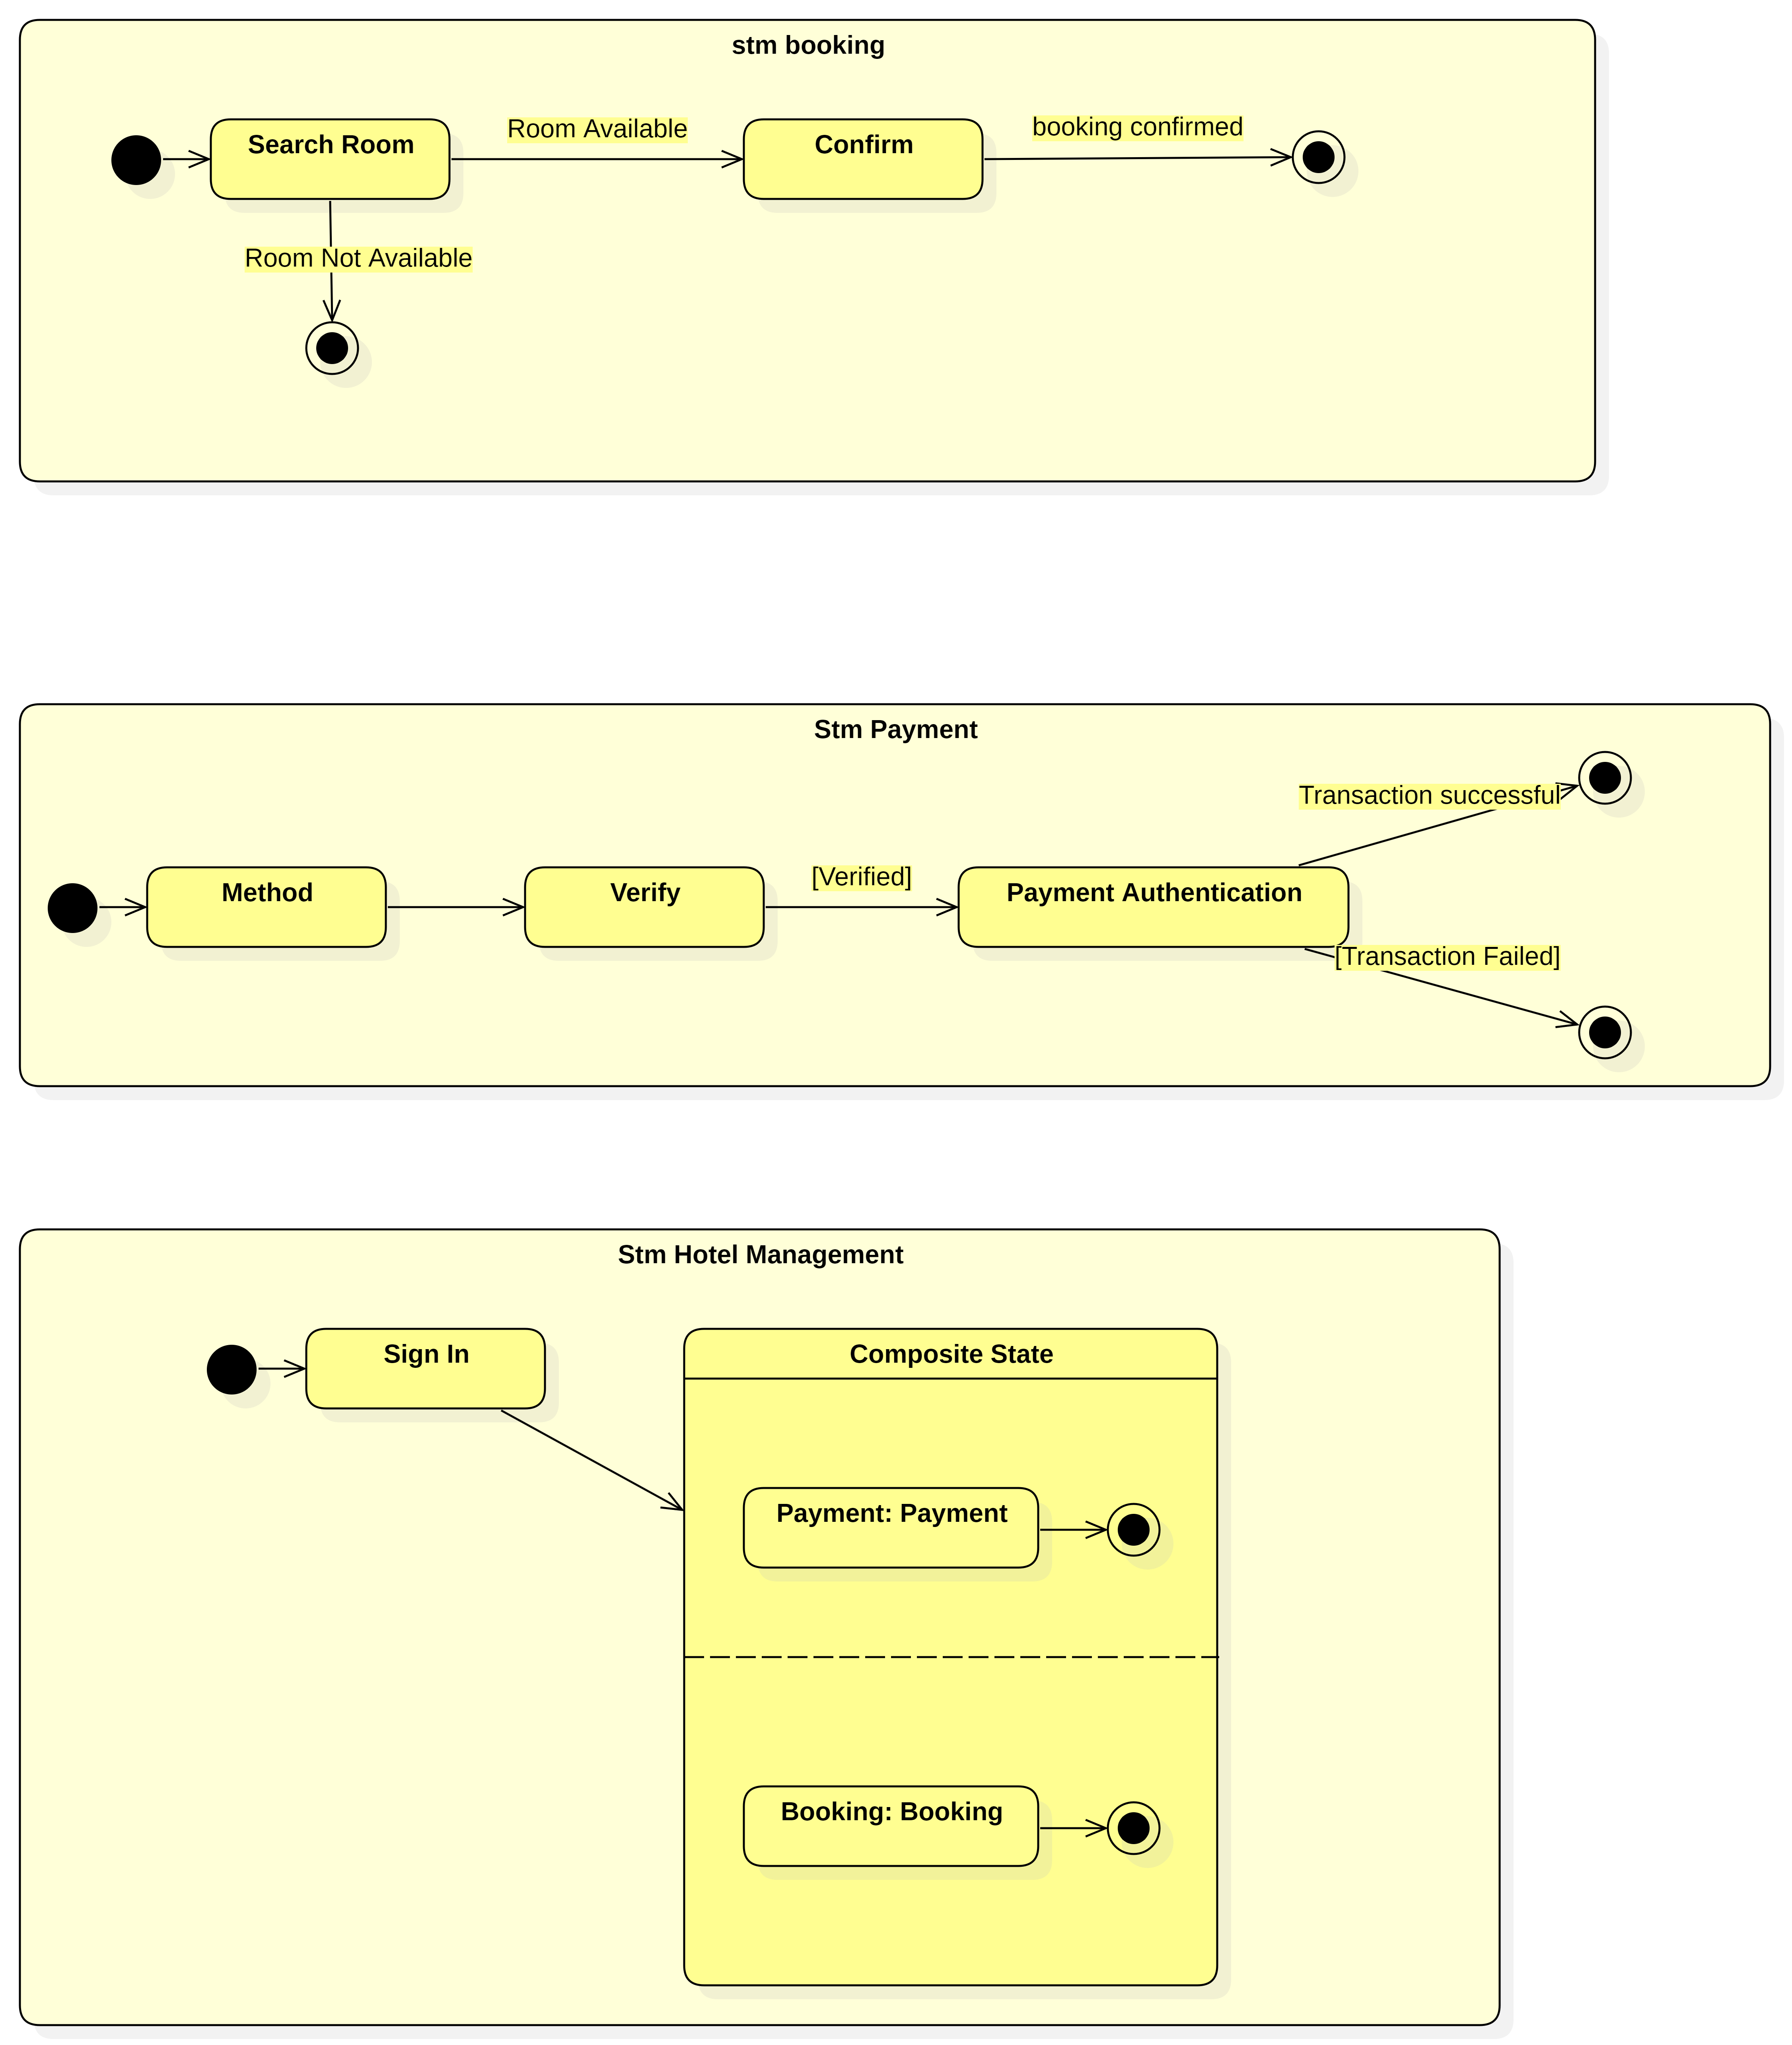 stm booking
Search Room
Room Available
Confirm
booking confirmed
Room Not Available
Stm Payment
Transaction successful
Method
Verify
[Verified]
Payment Authentication
[Transaction Failed]
Stm Hotel Management
Sign In
Composite State
Payment: Payment
Booking: Booking